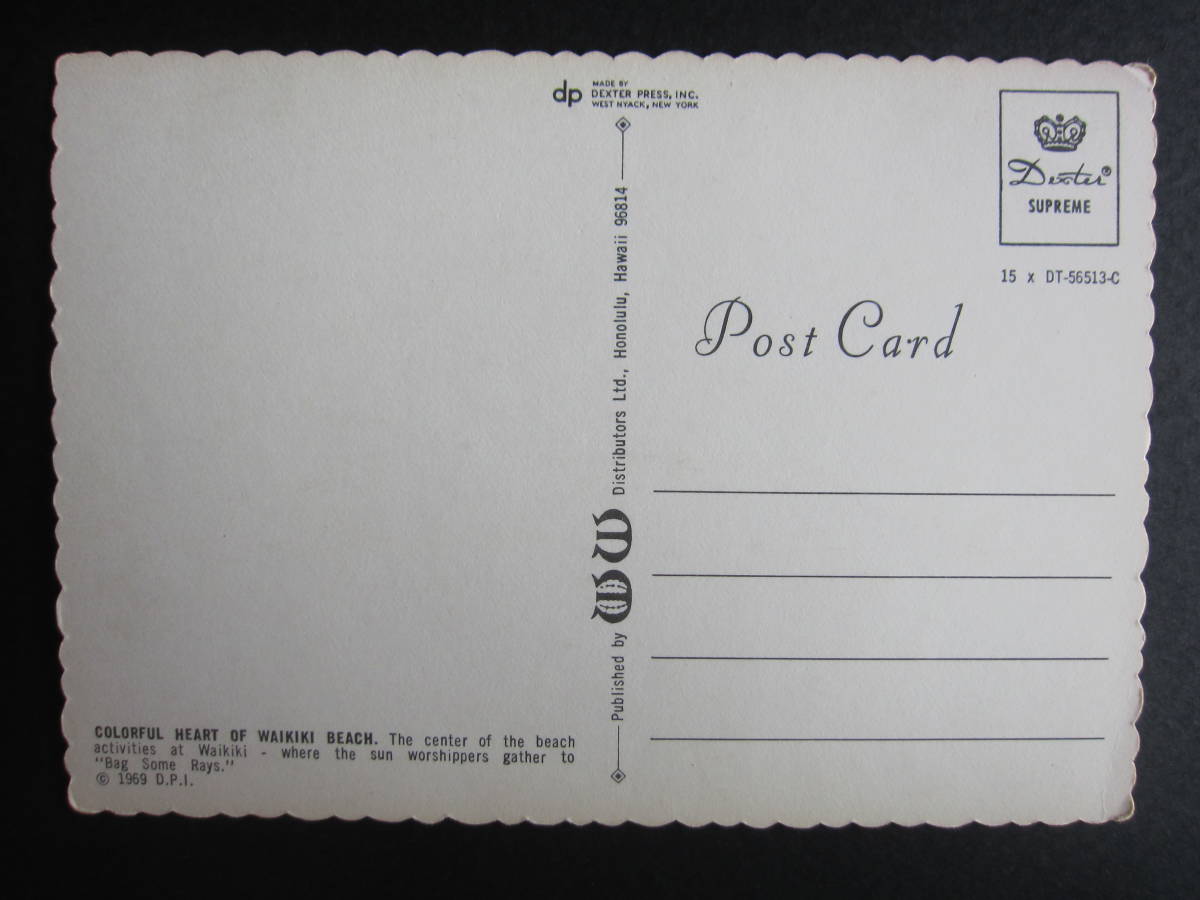 dp
MADE BY
DEXTER PRESS, INC.
WEST NYACK, NEW YORK
Dexter®
SUPREME
15 x DT-56513-C
Post Card
Published by WW Distributors Ltd., Honolulu, Hawaii 96814
COLORFUL HEART OF WAIKIKI BEACH. The center of the beach
activities at Waikiki - where the sun worshippers gather to
"Bag Some Rays."
© 1969 D.P.I.